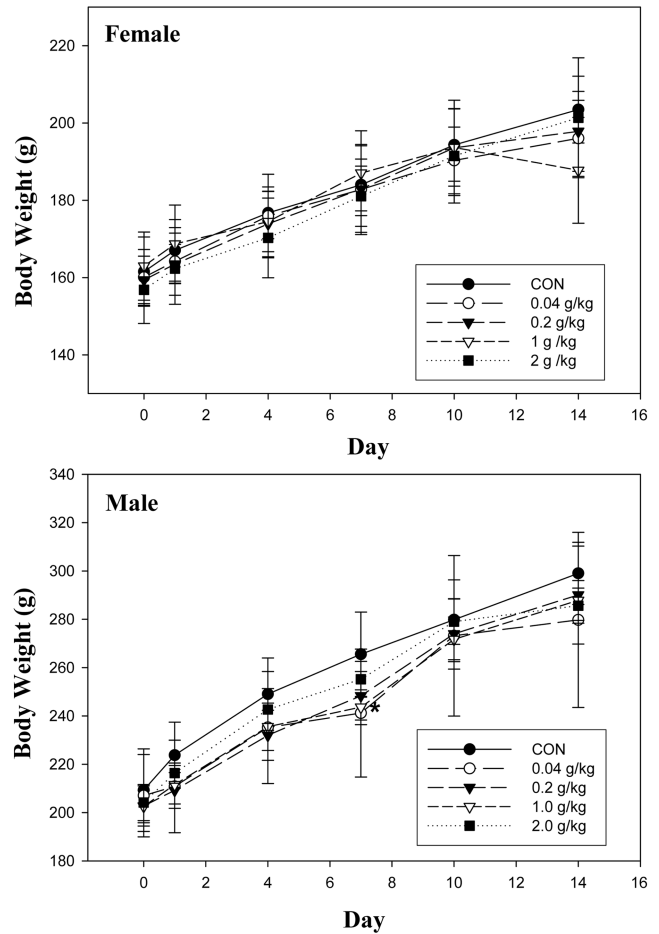 Female
220
200
180
160
140
Body Weight (g)
CON
0.04 g/kg
0.2 g/kg
1 g /kg
2 g /kg
0 2 4 6 8 10 12 14 16
Day
340
Male
320
300
280
260
240
220
200
180
Body Weight (g)
*
CON
0.04 g/kg
0.2 g/kg
1.0 g/kg
2.0 g/kg
0 2 4 6 8 10 12 14 16
Day